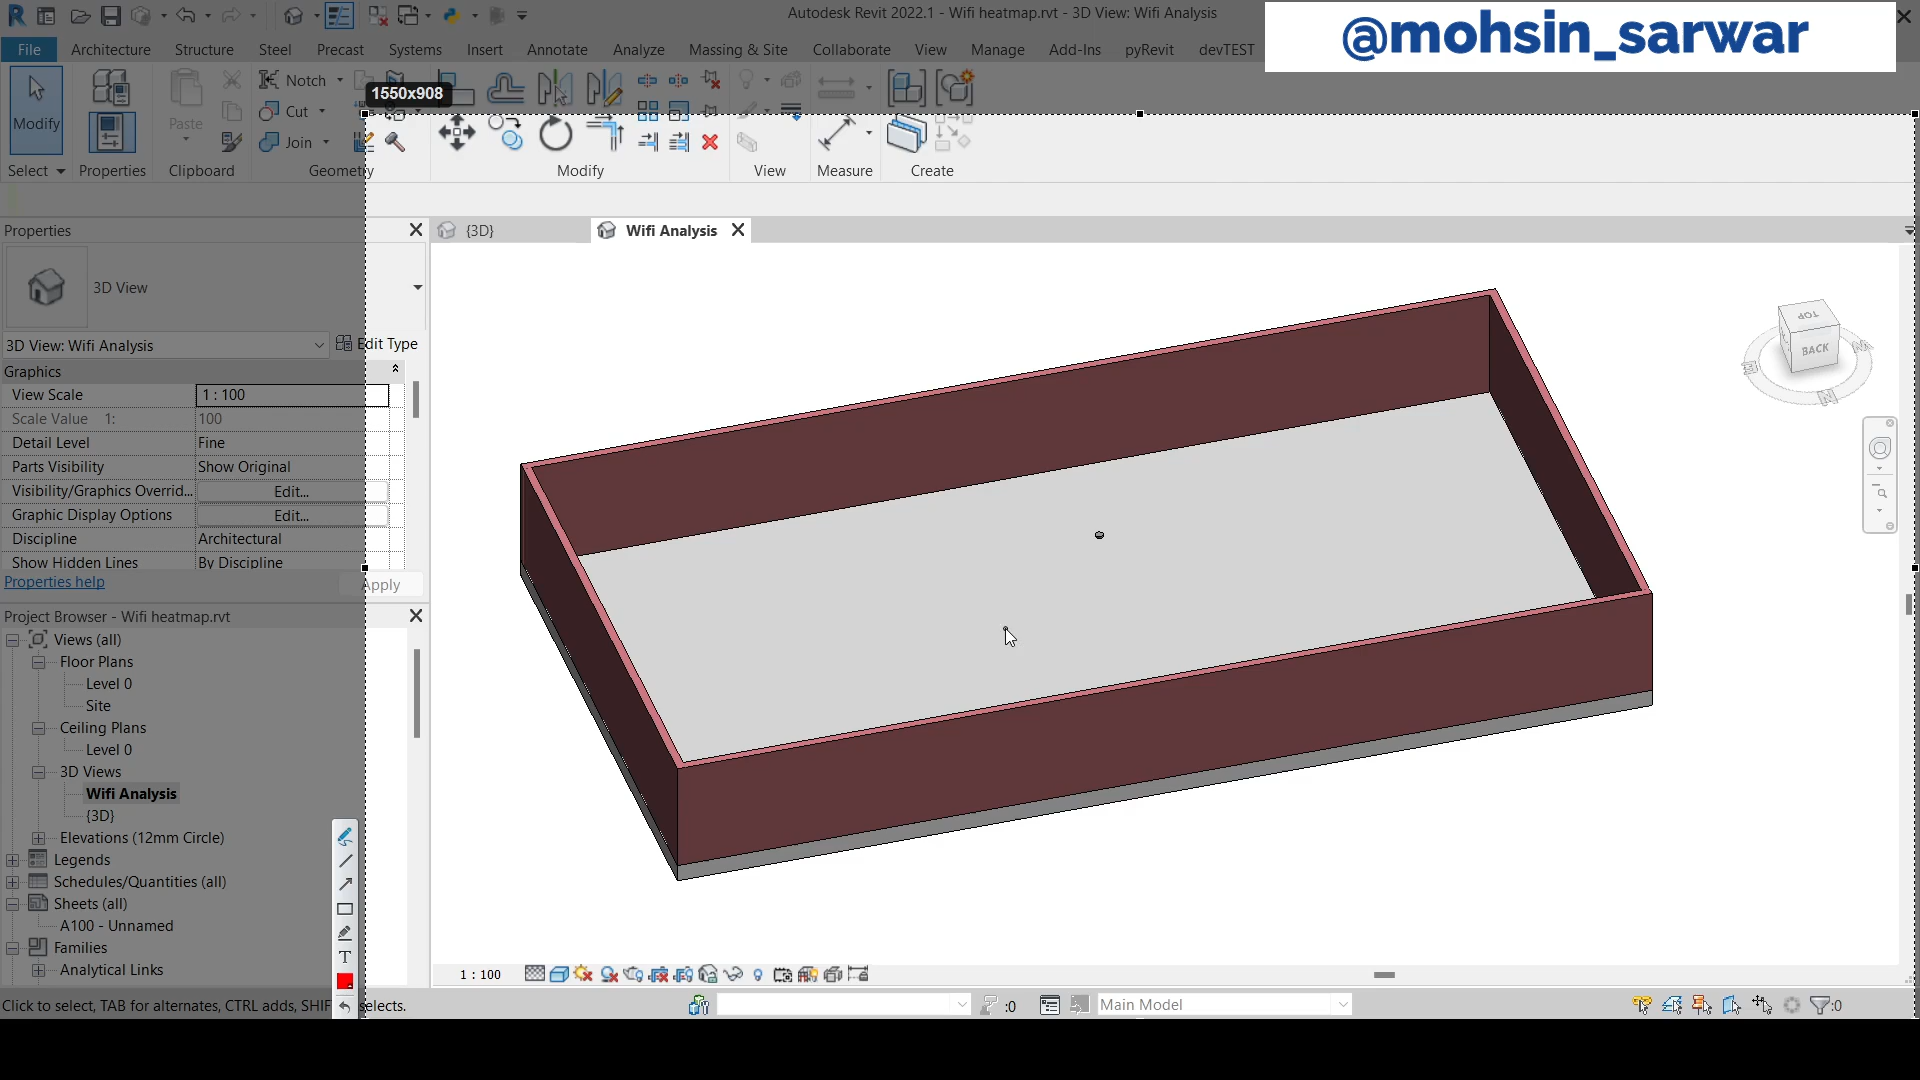 Autodesk Revit 2022.1 - Wifi heatmap.rvt - 3D View: Wifi Analysis
@mohsin_sarwar
File Architecture Structure Steel Precast Systems Insert Annotate Analyze Massing & Site Collaborate View Manage Add-Ins pyRevit devTEST
1550x908
Modify
Paste
Notch
Cut
Join
Select Properties Clipboard Geometry Modify View Measure Create
Properties
{3D} Wifi Analysis
3D View
3D View: Wifi Analysis Edit Type
Graphics
View Scale 1 : 100
Scale Value 1: 100
Detail Level Fine
Parts Visibility Show Original
Visibility/Graphics Overrid... Edit...
Graphic Display Options Edit...
Discipline Architectural
Show Hidden Lines By Discipline
Properties help Apply
TOP
BACK
N
Project Browser - Wifi heatmap.rvt
Views (all)
Floor Plans
Level 0
Site
Ceiling Plans
Level 0
3D Views
Wifi Analysis
{3D}
Elevations (12mm Circle)
Legends
Schedules/Quantities (all)
Sheets (all)
A100 - Unnamed
Families
Analytical Links
T
1 : 100
Click to select, TAB for alternates, CTRL adds, SHIF selects.
:0
Main Model
:0